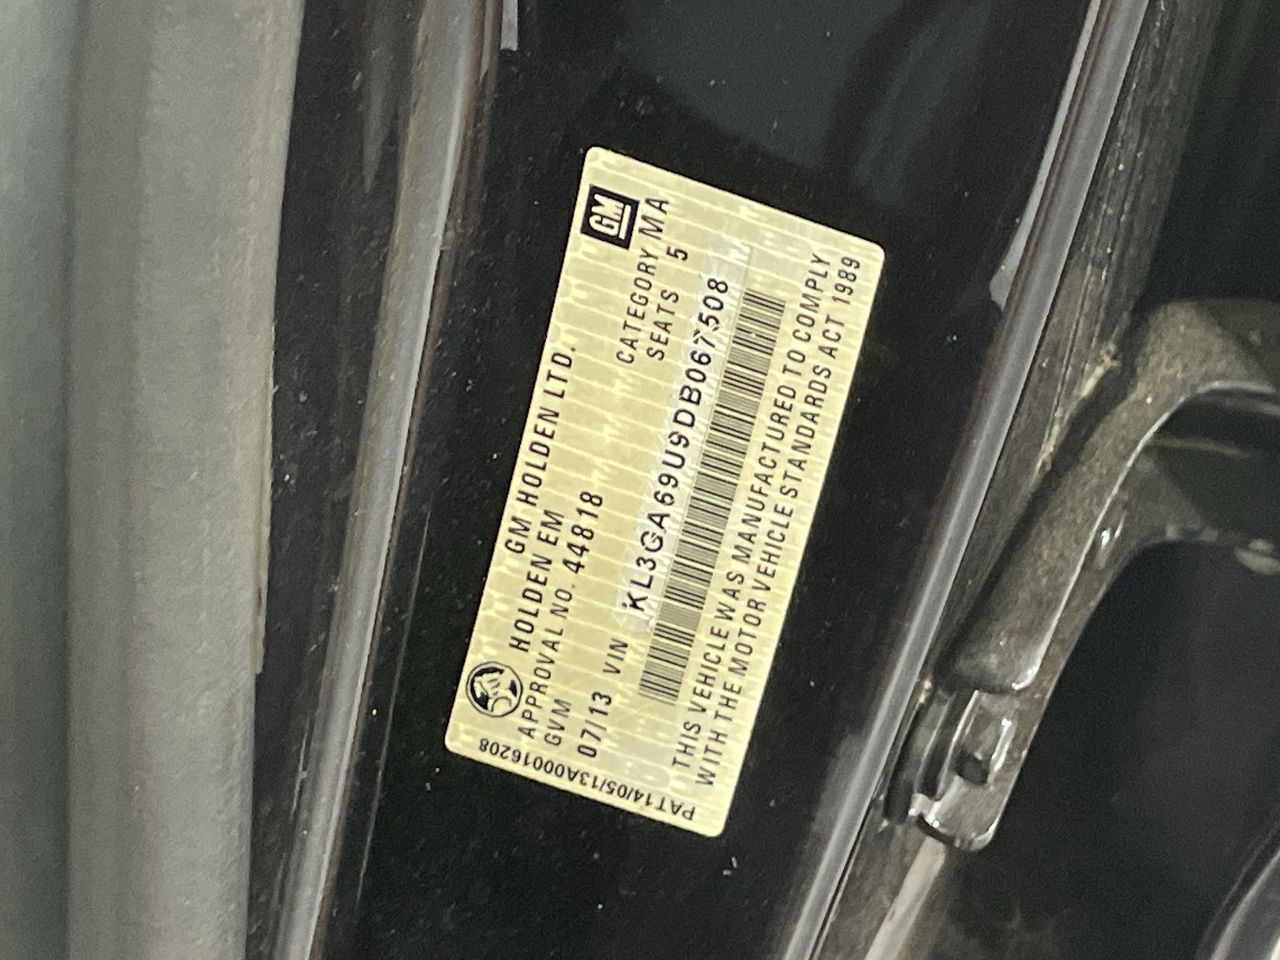 GM HOLDEN LTD.
GM
HOLDEN EM
CATEGORY MA
APPROVAL NO. 44818
SEATS 5
GVM
07/13 VIN KL3GA69U9DB067508
THIS VEHICLE WAS MANUFACTURED TO COMPLY
WITH THE MOTOR VEHICLE STANDARDS ACT 1989
PAT14/05/13A00016208